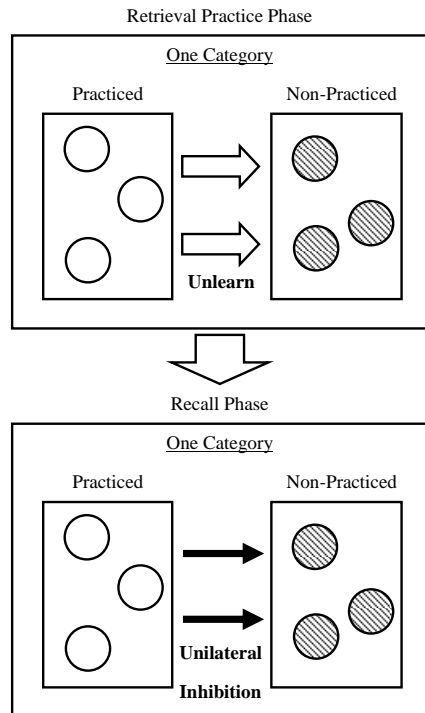 Retrieval Practice Phase
One Category
Practiced
Non-Practiced
Unlearn
Recall Phase
One Category
Practiced
Non-Practiced
Unilateral
Inhibition